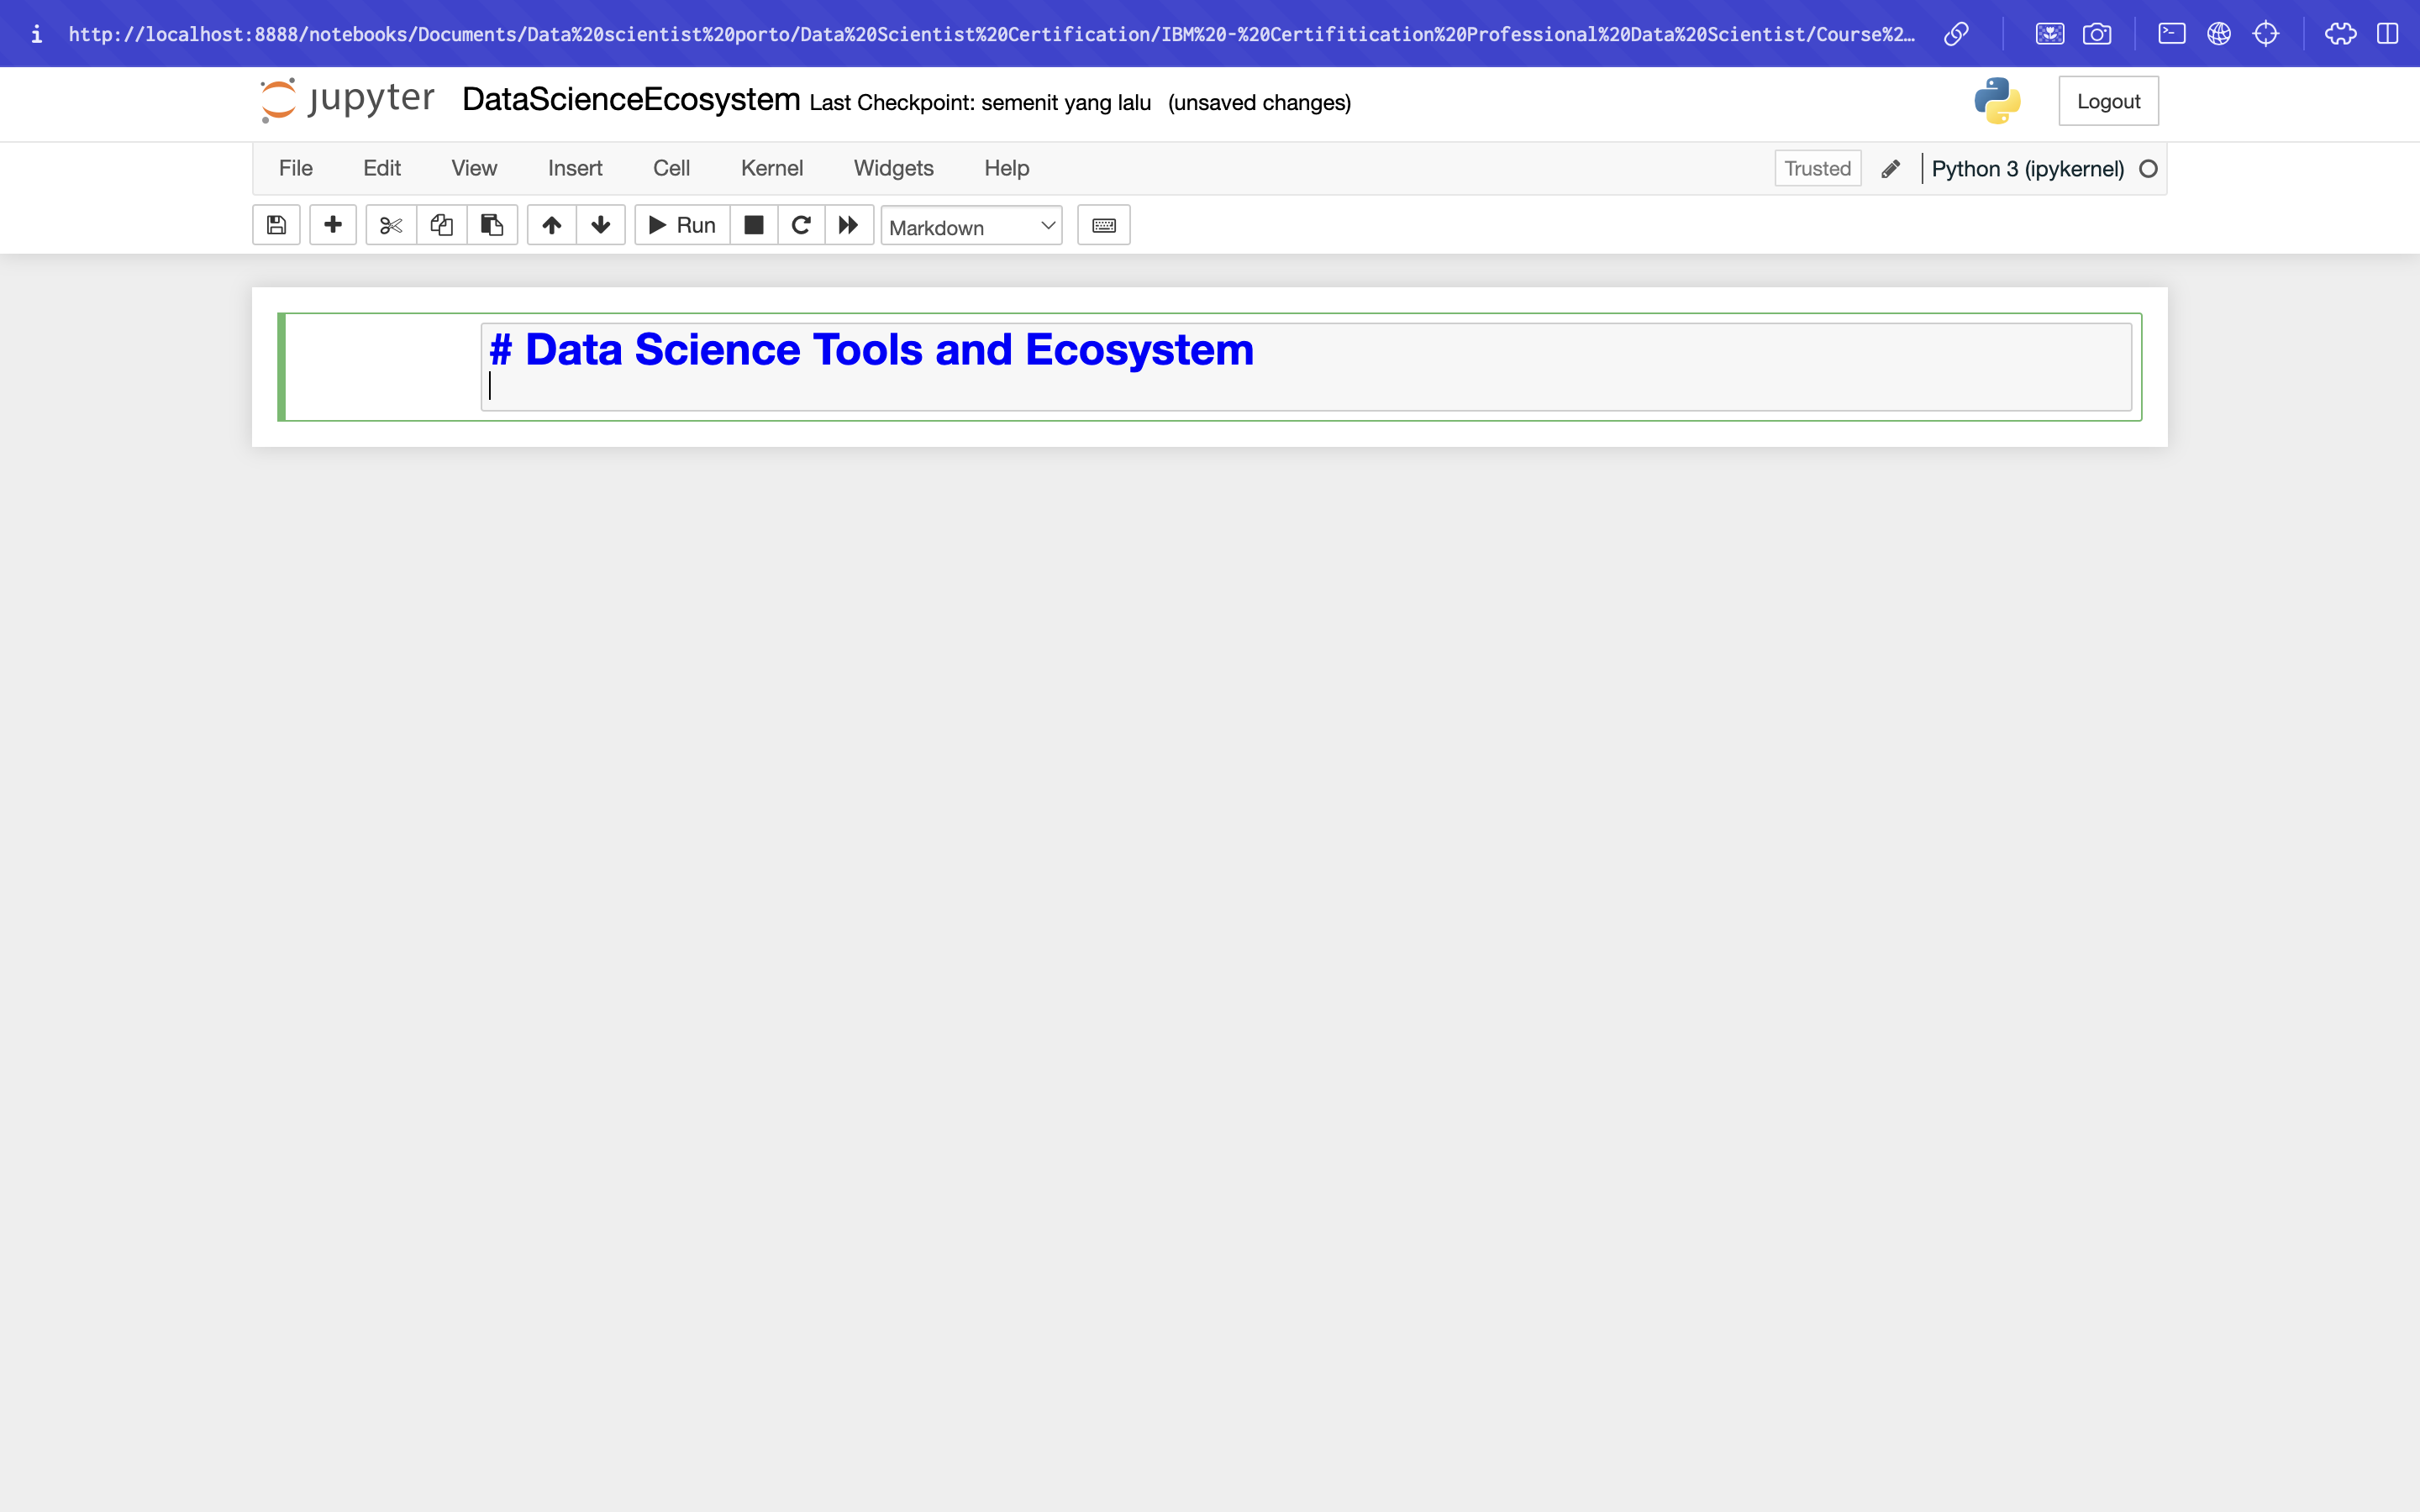 i http://localhost:8888/notebooks/Documents/Data%20scientist%20porto/Data%20Scientist%20Certification/IBM%20-%20Certifitication%20Professional%20Data%20Scientist/Course%2…
jupyter DataScienceEcosystem Last Checkpoint: semenit yang lalu (unsaved changes) Logout
File Edit View Insert Cell Kernel Widgets Help Trusted Python 3 (ipykernel)
Run Markdown
# Data Science Tools and Ecosystem